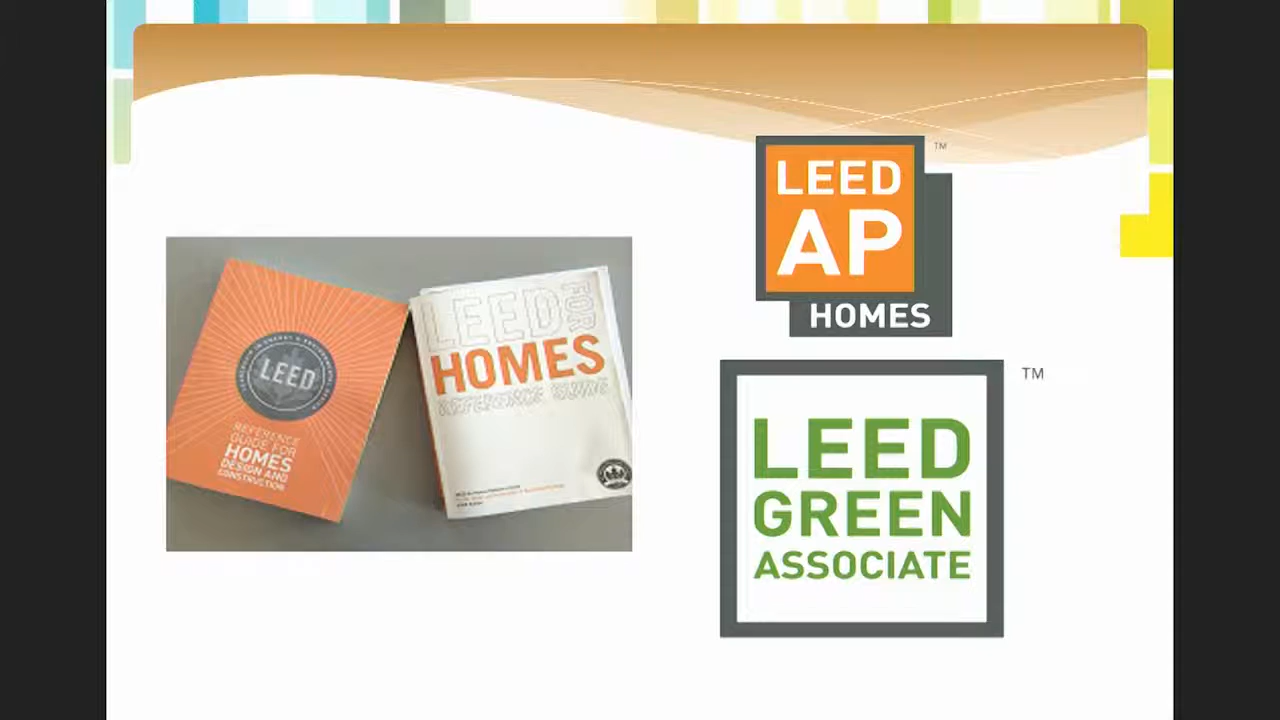 LEED
REFERENCE
GUIDE FOR
HOMES
DESIGN AND
CONSTRUCTION
LEED FOR
HOMES
REFERENCE GUIDE
LEED
AP
HOMES
TM
LEED
GREEN
ASSOCIATE
TM